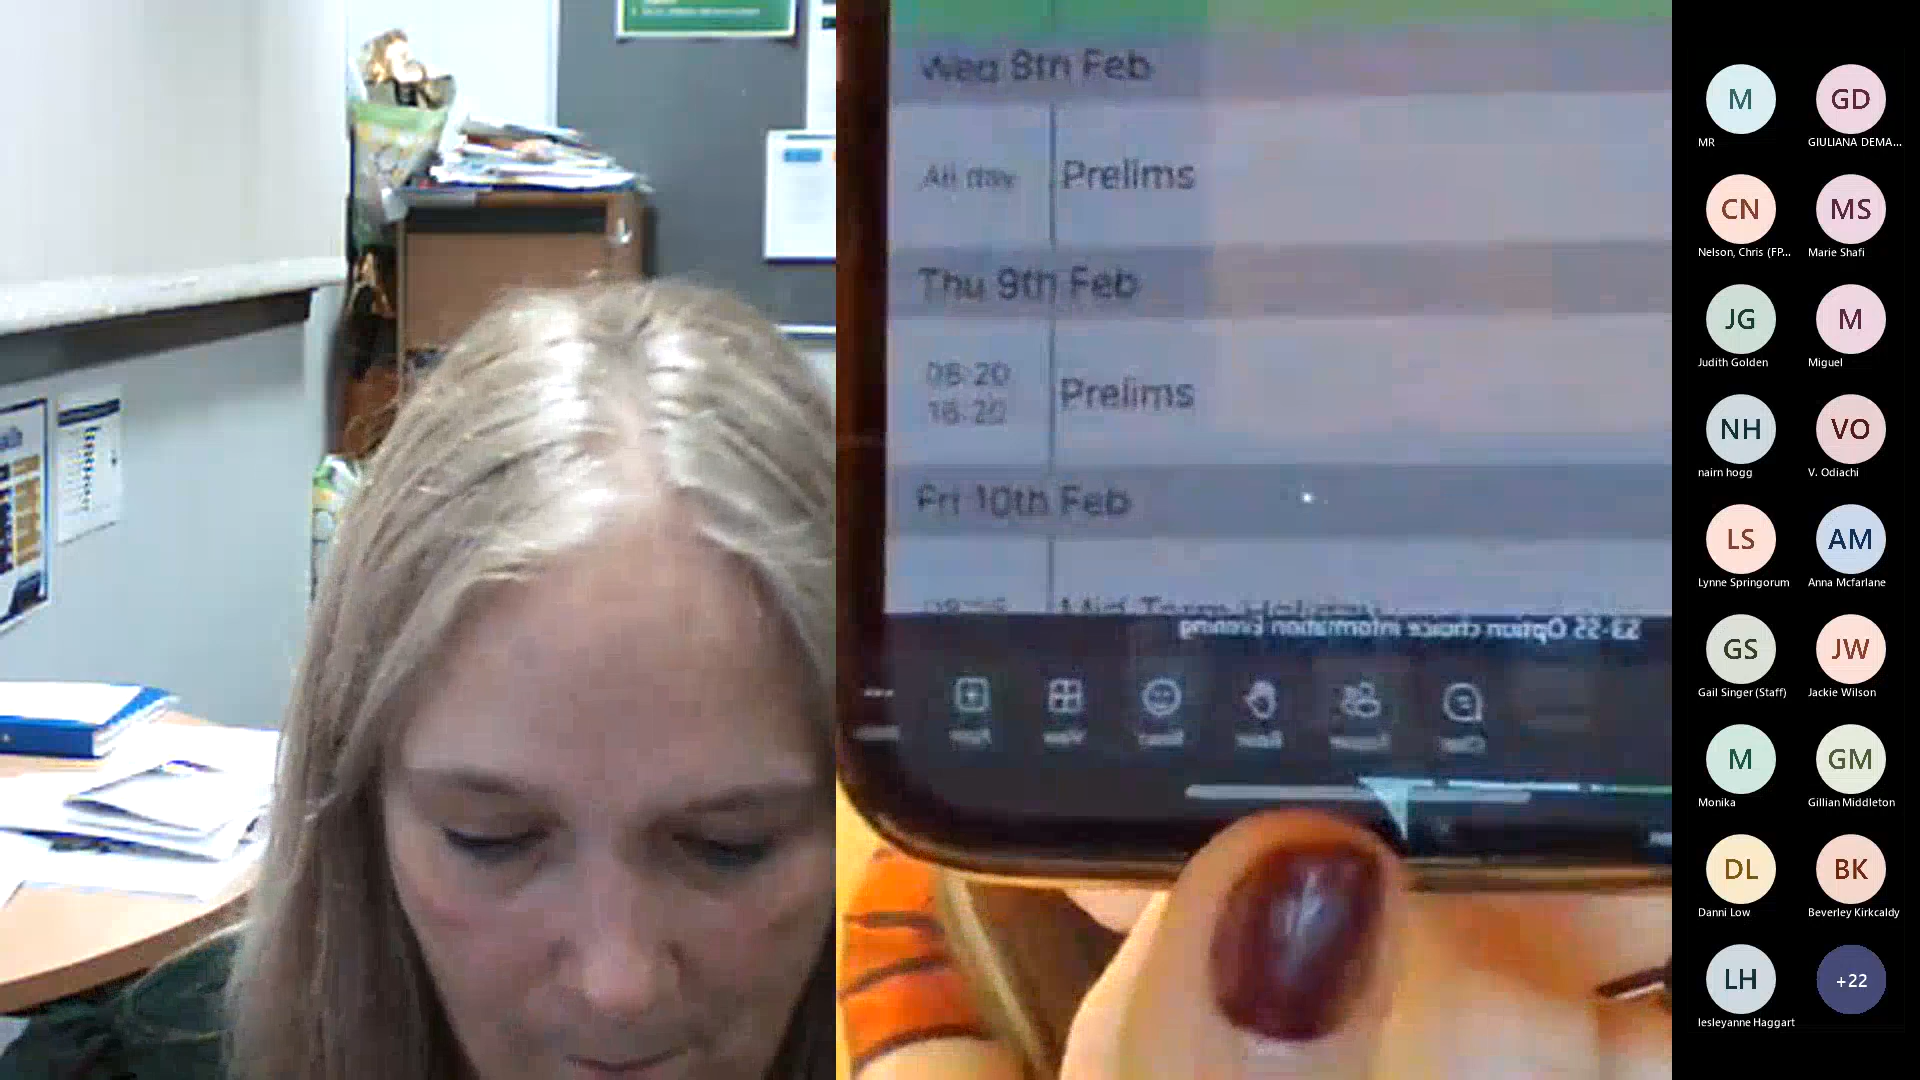 Wed 8th Feb
All day
Prelims
Thu 9th Feb
08:20
16:20
Prelims
Fri 10th Feb
Mid Term Holiday
S3-S5 Option choice information Evening
M
MR
GD
GIULIANA DEMA...
CN
Nelson, Chris (FP...
MS
Marie Shafi
JG
Judith Golden
M
Miguel
NH
nairn hogg
VO
V. Odiachi
LS
Lynne Springorum
AM
Anna Mcfarlane
GS
Gail Singer (Staff)
JW
Jackie Wilson
M
Monika
GM
Gillian Middleton
DL
Danni Low
BK
Beverley Kirkcaldy
LH
lesleyanne Haggart
+22